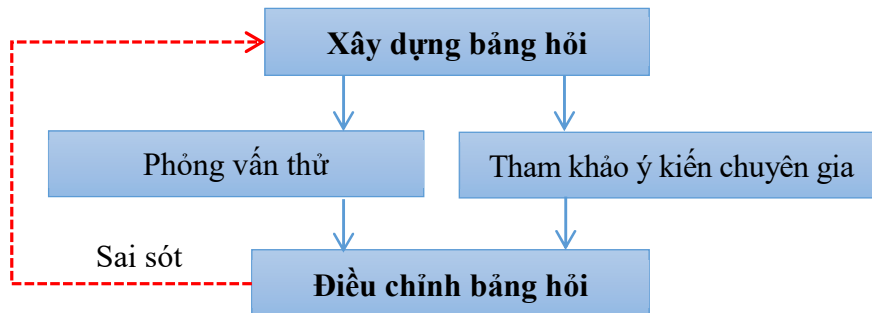 Xây dựng bảng hỏi
Phỏng vấn thử
Tham khảo ý kiến chuyên gia
Sai sót
Điều chỉnh bảng hỏi